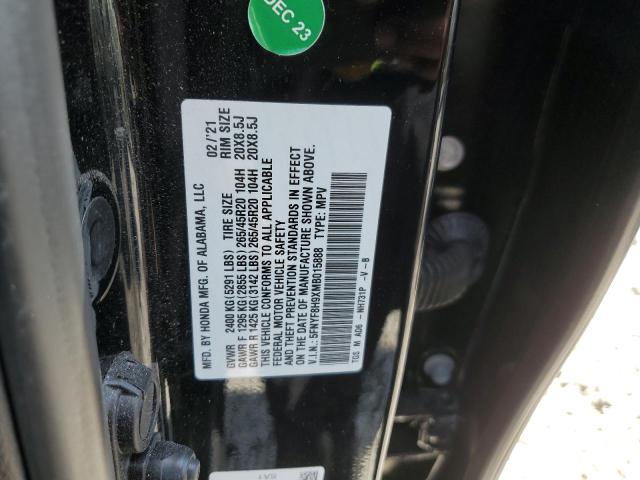 DEC 23
MFD. BY HONDA MFG. OF ALABAMA, LLC 02/'21
TIRE SIZE RIM SIZE
GVWR 2400 KG(5291 LBS)
GAWR F 1295 KG(2855 LBS) 265/45R20 104H 20X8.5J
GAWR R 1425 KG(3142 LBS) 265/45R20 104H 20X8.5J
THIS VEHICLE CONFORMS TO ALL APPLICABLE
FEDERAL MOTOR VEHICLE SAFETY
AND THEFT PREVENTION STANDARDS IN EFFECT
ON THE DATE OF MANUFACTURE SHOWN ABOVE.
V.I.N.: 5FNYF8H9XMB015888 TYPE: MPV
TGS M AD6 - NH731P -V-B